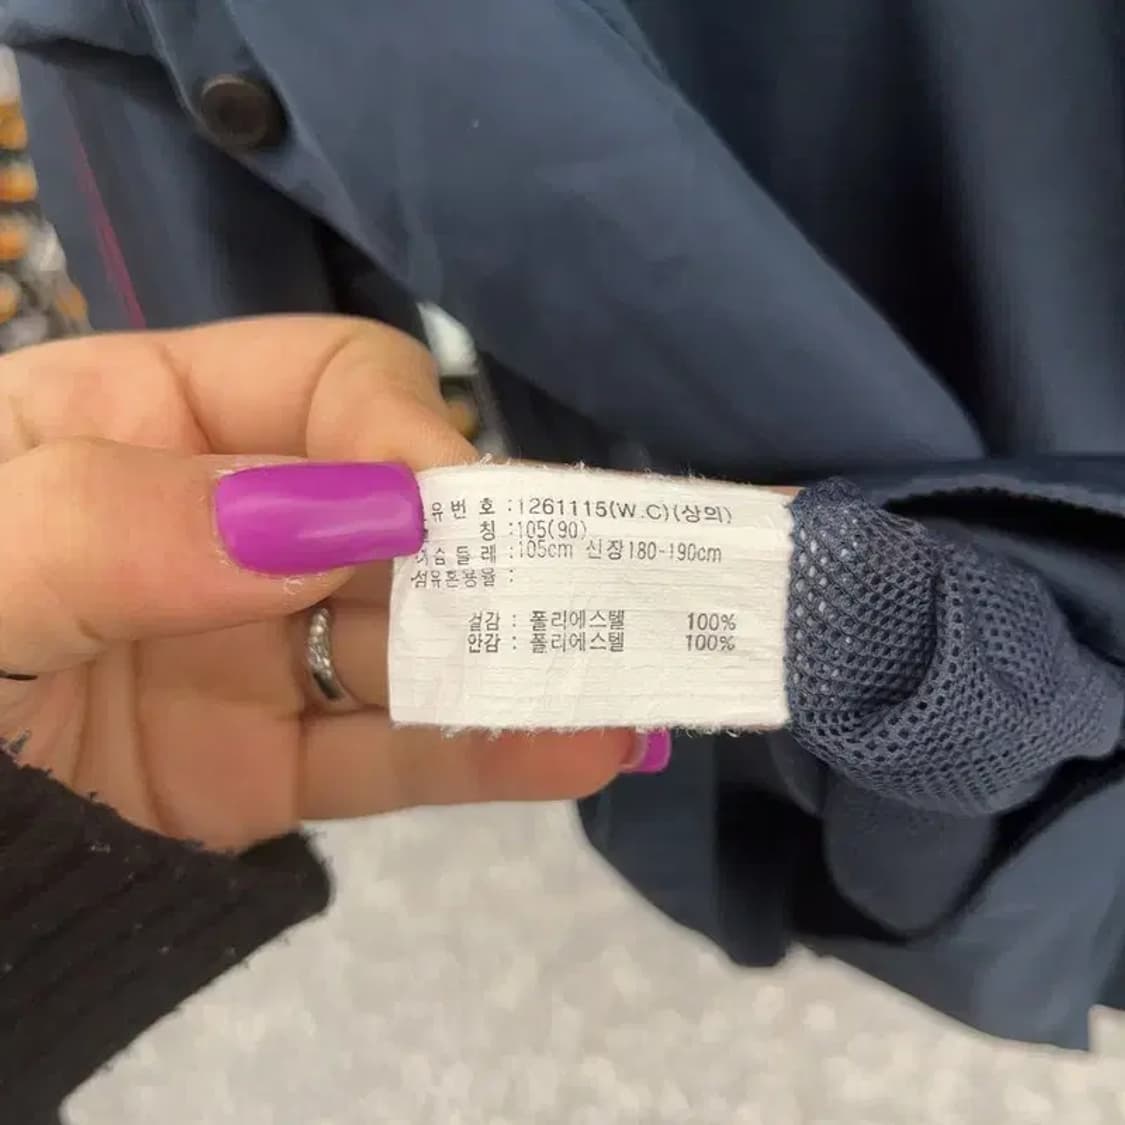 유 번 호 : 1261115(W.C)(상의)
칭 : 105(90)
슴 둘 레 : 105cm 신장180-190cm
섬유혼용율 :
겉감 : 폴리에스텔 100%
안감 : 폴리에스텔 100%